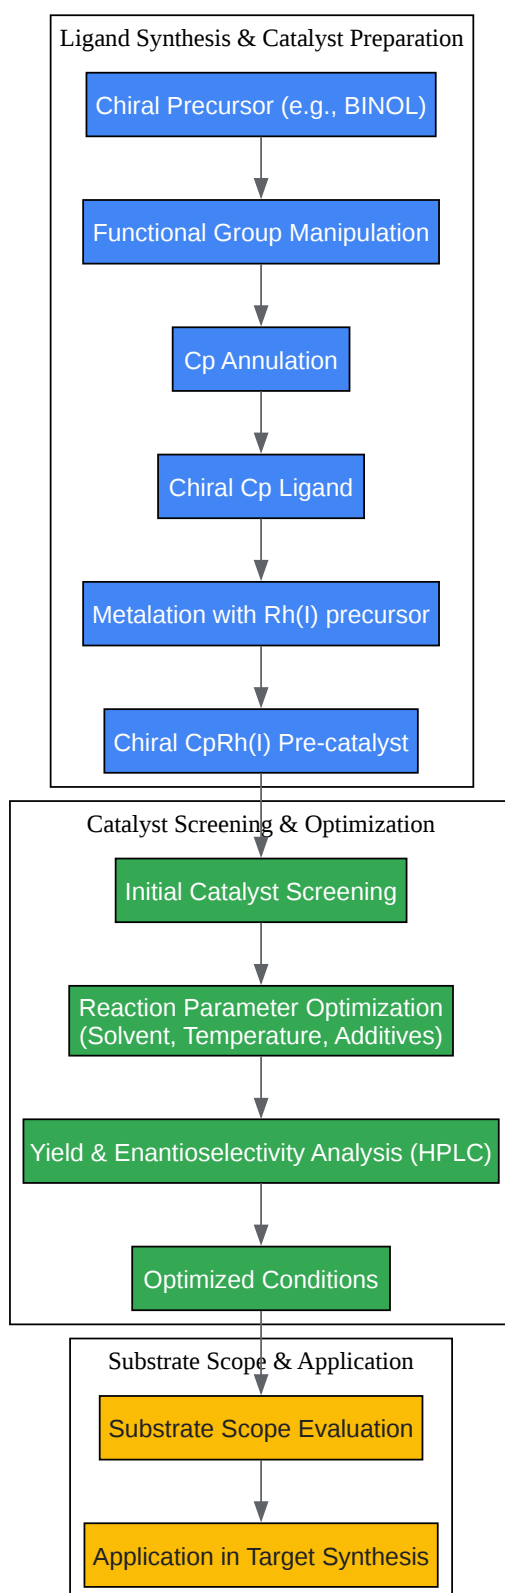 Ligand Synthesis & Catalyst Preparation
Chiral Precursor (e.g., BINOL)
Functional Group Manipulation
Cp Annulation
Chiral Cp Ligand
Metalation with Rh(I) precursor
Chiral CpRh(I) Pre-catalyst
Catalyst Screening & Optimization
Initial Catalyst Screening
Reaction Parameter Optimization
(Solvent, Temperature, Additives)
Yield & Enantioselectivity Analysis (HPLC)
Optimized Conditions
Substrate Scope & Application
Substrate Scope Evaluation
Application in Target Synthesis